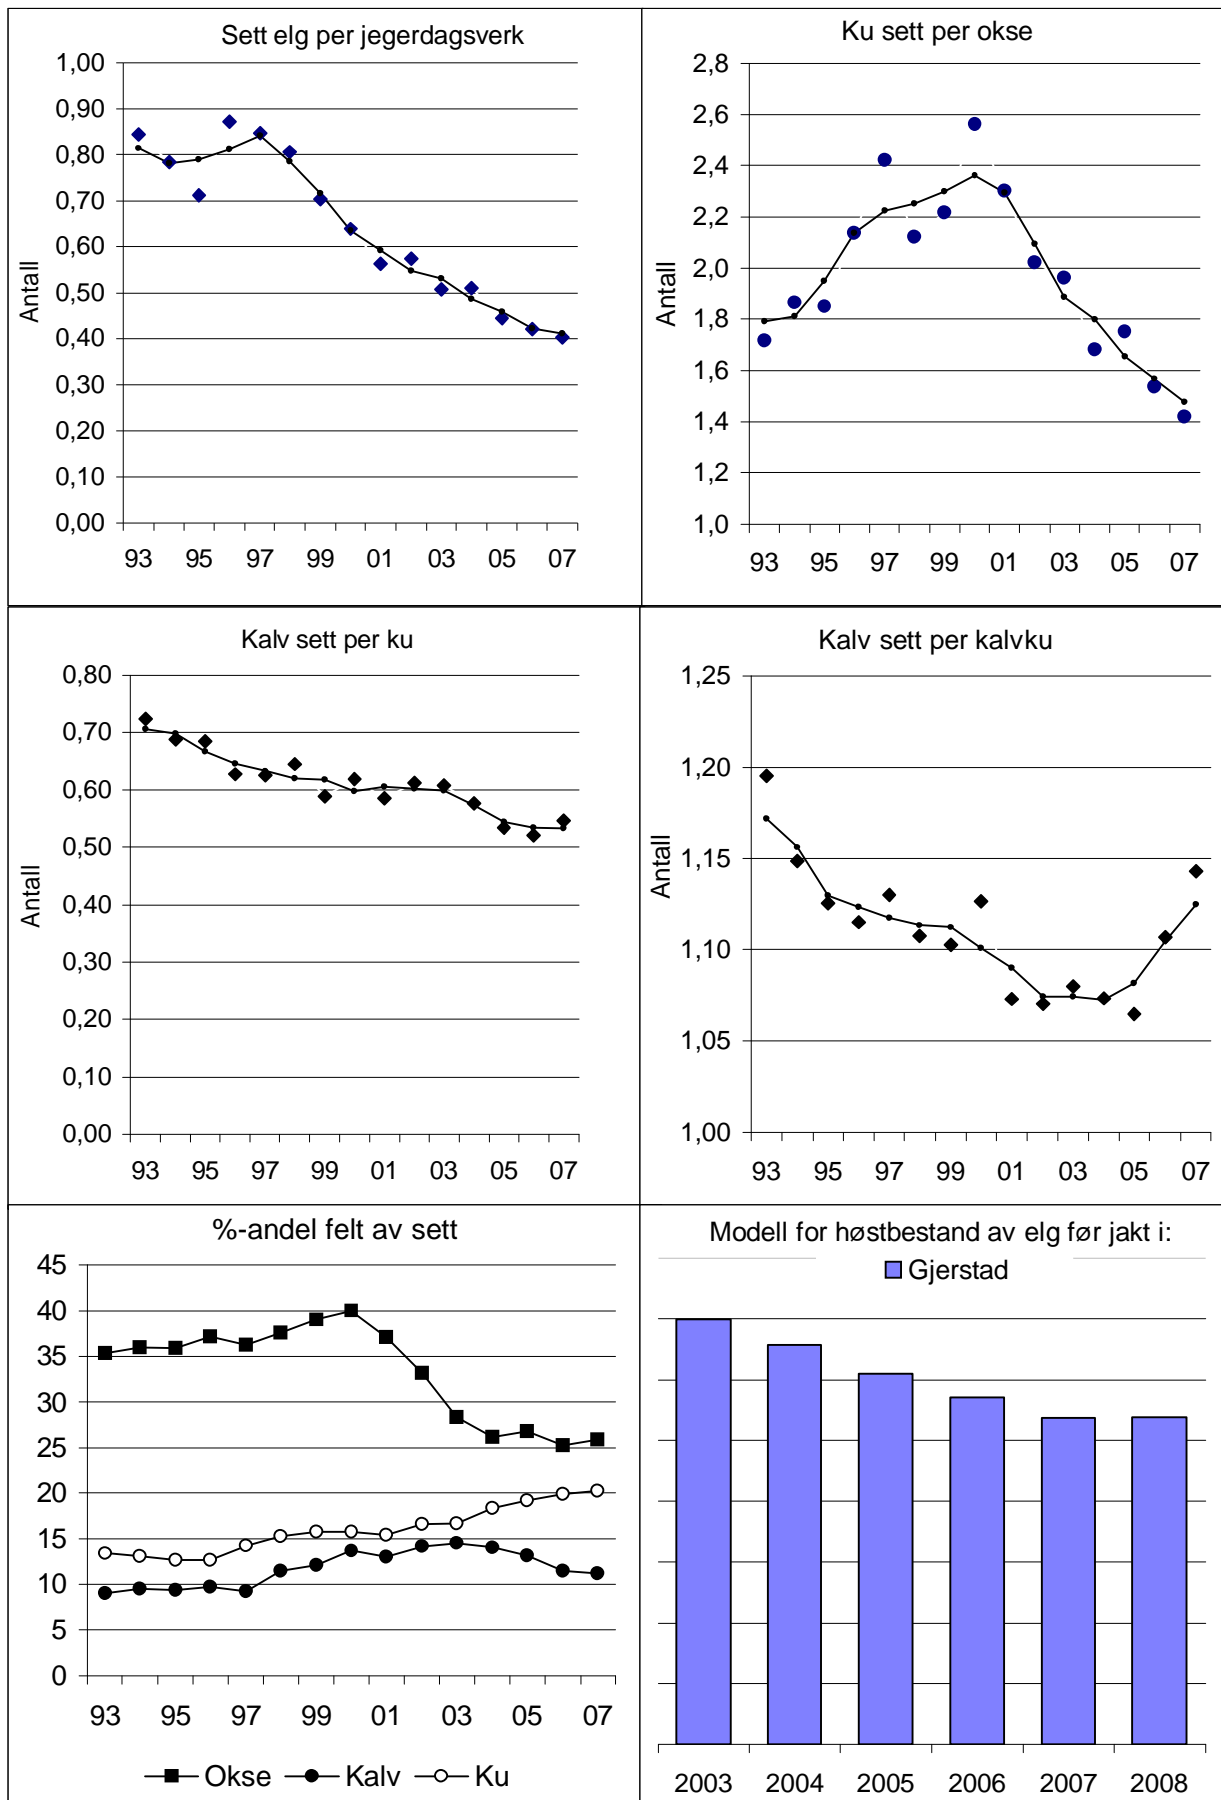 Sett elg per jegerdagsverk
1,00
0,90
0,80
0,70
0,60
0,50
0,40
0,30
0,20
0,10
0,00
Antall
93 95 97 99 01 03 05 07
Ku sett per okse
2,8
2,6
2,4
2,2
2,0
1,8
1,6
1,4
1,2
1,0
Antall
93 95 97 99 01 03 05 07
Kalv sett per ku
0,80
0,70
0,60
0,50
0,40
0,30
0,20
0,10
0,00
Antall
93 95 97 99 01 03 05 07
Kalv sett per kalvku
1,25
1,20
1,15
1,10
1,05
1,00
Antall
93 95 97 99 01 03 05 07
%-andel felt av sett
45
40
35
30
25
20
15
10
5
0
93 95 97 99 01 03 05 07
Okse Kalv Ku
Modell for høstbestand av elg før jakt i:
Gjerstad
2003 2004 2005 2006 2007 2008